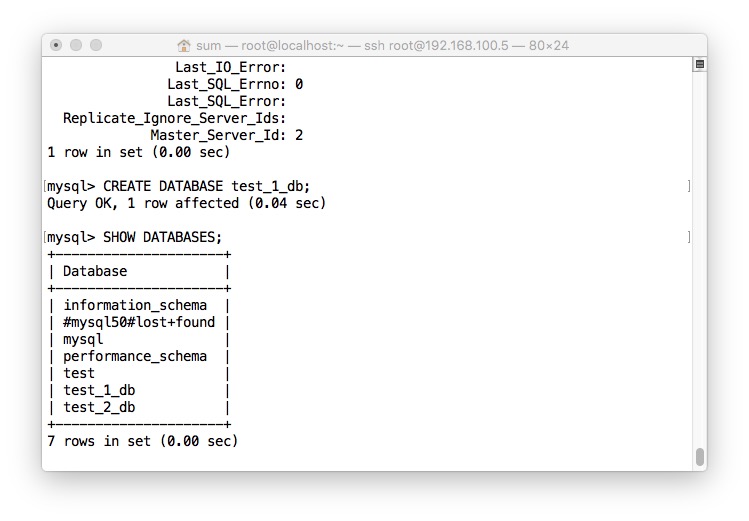 sum — root@localhost:~ — ssh root@192.168.100.5 — 80×24
Last_IO_Error:
Last_SQL_Errno: 0
Last_SQL_Error:
Replicate_Ignore_Server_Ids:
Master_Server_Id: 2
1 row in set (0.00 sec)
[mysql> CREATE DATABASE test_1_db; ]
Query OK, 1 row affected (0.04 sec)
[mysql> SHOW DATABASES; ]
+---------------------+
| Database            |
+---------------------+
| information_schema  |
| #mysql50#lost+found |
| mysql               |
| performance_schema  |
| test                |
| test_1_db           |
| test_2_db           |
+---------------------+
7 rows in set (0.00 sec)